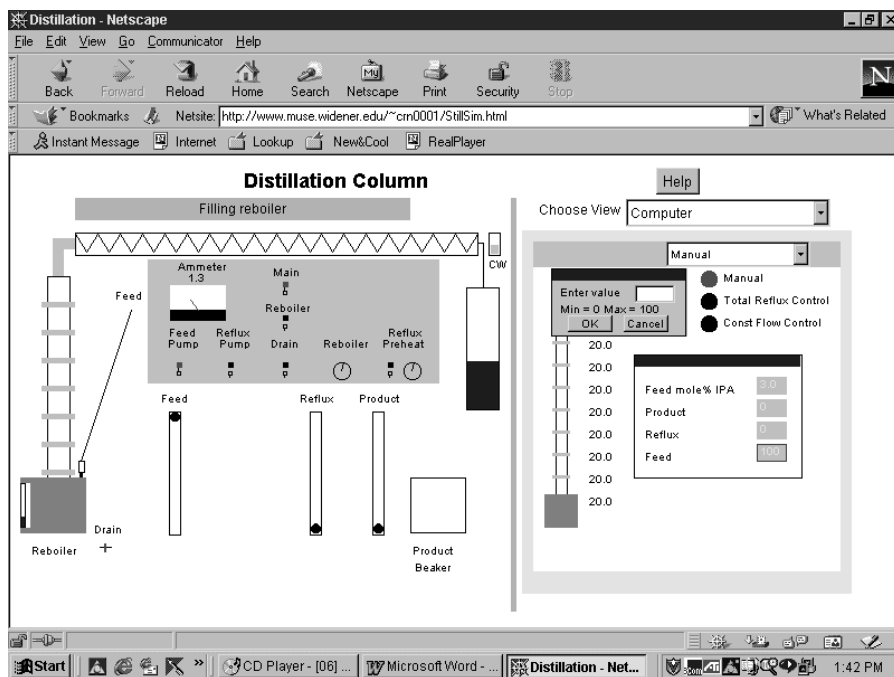 Distillation - Netscape
File Edit View Go Communicator Help
My
N
Back Forward Reload Home Search Netscape Print Security Stop
Bookmarks Netsite: http://www.muse.widener.edu/~crn0001/StillSim.html What's Related
Instant Message Internet Lookup New&Cool RealPlayer
Distillation Column
Help
Filling reboiler
Choose View Computer
CW
Manual
Ammeter
1.3
Main
Reboiler
Feed
Feed Pump
Reflux Pump
Drain
Reboiler
Reflux Preheat
Feed
Reflux
Product
Drain
Reboiler
Product
Beaker
Enter value
Min = 0 Max = 100
OK Cancel
Manual
Total Reflux Control
Const Flow Control
20.0
20.0
20.0
20.0
20.0
20.0
20.0
20.0
Feed mole% IPA 3.0
Product 0
Reflux 0
Feed 100
Start » CD Player - [06] ... Microsoft Word - ... Distillation - Net... 1:42 PM